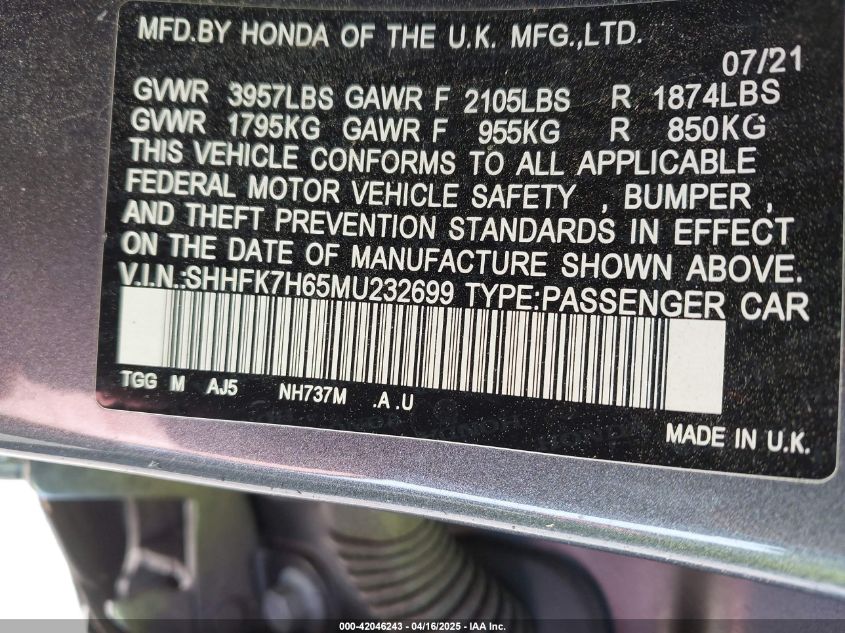 MFD.BY HONDA OF THE U.K. MFG.,LTD.
07/21
GVWR 3957LBS GAWR F 2105LBS R 1874LBS
GVWR 1795KG GAWR F 955KG R 850KG
THIS VEHICLE CONFORMS TO ALL APPLICABLE
FEDERAL MOTOR VEHICLE SAFETY , BUMPER ,
AND THEFT PREVENTION STANDARDS IN EFFECT
ON THE DATE OF MANUFACTURE SHOWN ABOVE.
V.I.N.:SHHFK7H65MU232699 TYPE:PASSENGER CAR
TGG M AJ5 NH737M .A .U
MADE IN U.K.
000-42046243 - 04/16/2025 - IAA Inc.